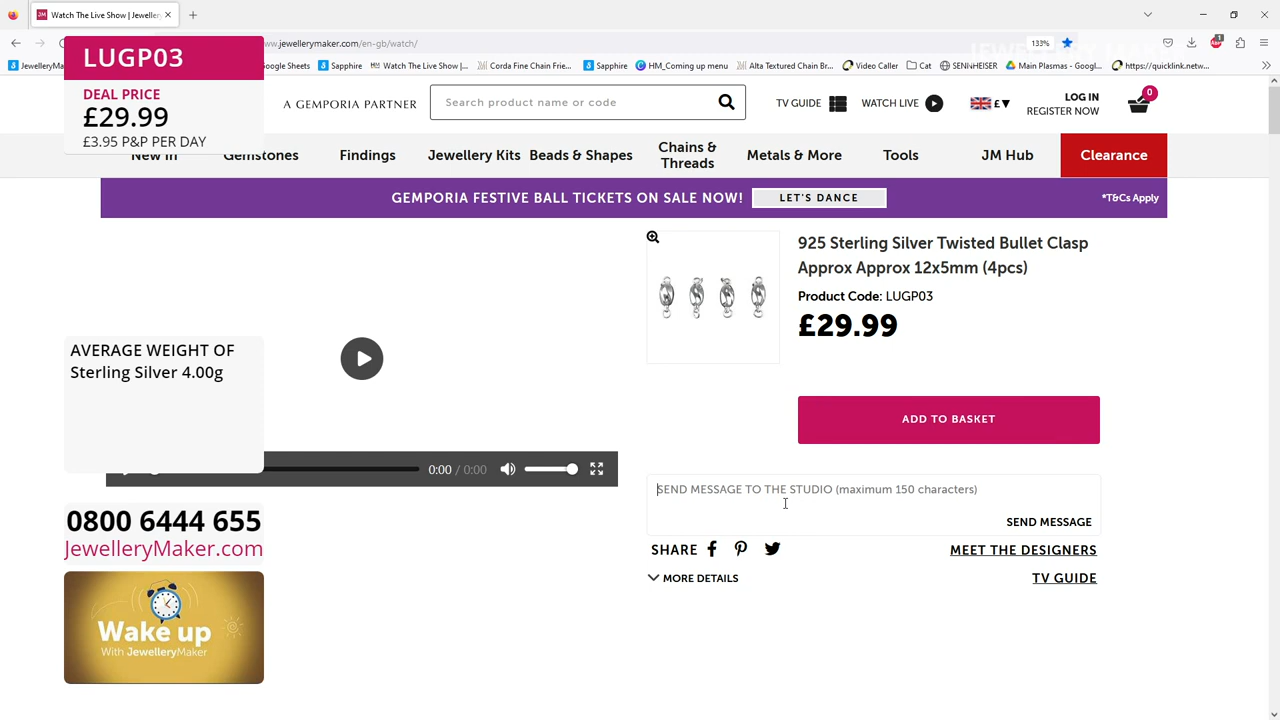 Watch The Live Show | Jeweller
ww.jewellerymaker.com/en-gb/watch/
133%
1
JewelleryMa
ogle Sheets
Sapphire
Watch The Live Show |...
Corda Fine Chain Frie...
Sapphire
HM_Coming up menu
Alta Textured Chain Br...
Video Caller
Cat
SENNHEISER
Main Plasmas - Googl...
https://quicklink.netw...
LUGP03
DEAL PRICE
£29.99
£3.95 P&P PER DAY
A GEMPORIA PARTNER
Search product name or code
TV GUIDE
WATCH LIVE
£
LOG IN
REGISTER NOW
0
New In
Gemstones
Findings
Jewellery Kits
Beads & Shapes
Chains &
Threads
Metals & More
Tools
JM Hub
Clearance
GEMPORIA FESTIVE BALL TICKETS ON SALE NOW!
LET'S DANCE
*T&Cs Apply
925 Sterling Silver Twisted Bullet Clasp
Approx Approx 12x5mm (4pcs)
Product Code: LUGP03
£29.99
AVERAGE WEIGHT OF
Sterling Silver 4.00g
ADD TO BASKET
0:00 / 0:00
SEND MESSAGE TO THE STUDIO (maximum 150 characters)
SEND MESSAGE
0800 6444 655
JewelleryMaker.com
SHARE
MEET THE DESIGNERS
MORE DETAILS
TV GUIDE
Wake up
With JewelleryMaker